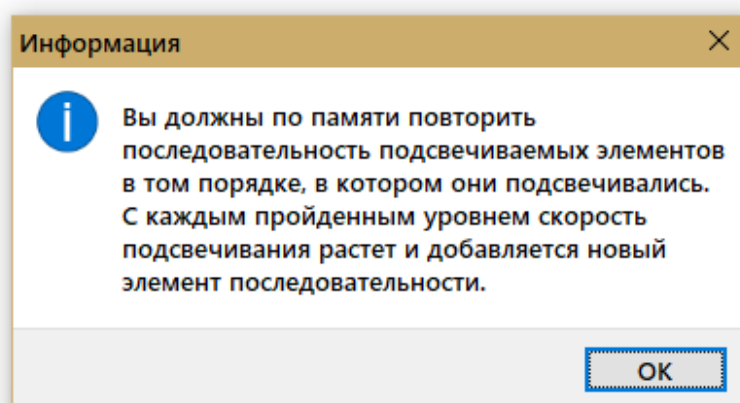 Информация
Вы должны по памяти повторить
последовательность подсвечиваемых элементов
в том порядке, в котором они подсвечивались.
С каждым пройденным уровнем скорость
подсвечивания растет и добавляется новый
элемент последовательности.
ОК